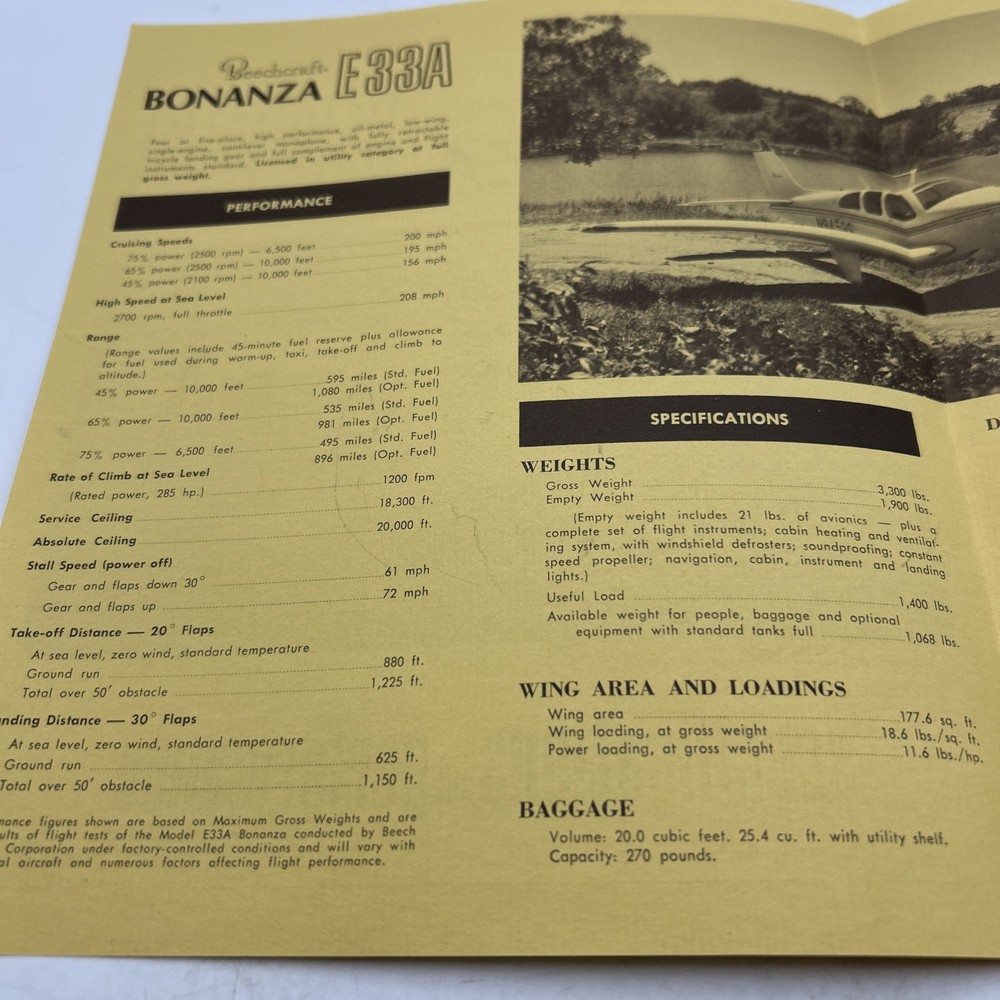 Beechcraft
BONANZA E33A
Four or five-place, high performance, all-metal, low-wing,
single-engine, cantilever monoplane, with fully retractable
tricycle landing gear and full complement of engine and flight
instruments standard. Licensed in utility category at full
gross weight.
PERFORMANCE
Cruising Speeds
75% power (2500 rpm) — 6,500 feet 200 mph
65% power (2500 rpm) — 10,000 feet 195 mph
45% power (2100 rpm) — 10,000 feet 156 mph
High Speed at Sea Level
2700 rpm, full throttle 208 mph
Range
(Range values include 45-minute fuel reserve plus allowance
for fuel used during warm-up, taxi, take-off and climb to
altitude.)
45% power — 10,000 feet 595 miles (Std. Fuel)
1,080 miles (Opt. Fuel)
65% power — 10,000 feet 535 miles (Std. Fuel)
981 miles (Opt. Fuel)
75% power — 6,500 feet 495 miles (Std. Fuel)
896 miles (Opt. Fuel)
Rate of Climb at Sea Level
(Rated power, 285 hp.) 1200 fpm
Service Ceiling 18,300 ft.
Absolute Ceiling 20,000 ft.
Stall Speed (power off)
Gear and flaps down 30° 61 mph
Gear and flaps up 72 mph
Take-off Distance — 20° Flaps
At sea level, zero wind, standard temperature
Ground run 880 ft.
Total over 50' obstacle 1,225 ft.
nding Distance — 30° Flaps
At sea level, zero wind, standard temperature
Ground run 625 ft.
Total over 50' obstacle 1,150 ft.
mance figures shown are based on Maximum Gross Weights and are
ults of flight tests of the Model E33A Bonanza conducted by Beech
Corporation under factory-controlled conditions and will vary with
al aircraft and numerous factors affecting flight performance.
SPECIFICATIONS
D
WEIGHTS
Gross Weight 3,300 lbs.
Empty Weight 1,900 lbs.
(Empty weight includes 21 lbs. of avionics — plus a
complete set of flight instruments; cabin heating and ventilat-
ing system, with windshield defrosters; soundproofing; constant
speed propeller; navigation, cabin, instrument and landing
lights.)
Useful Load 1,400 lbs.
Available weight for people, baggage and optional
equipment with standard tanks full 1,068 lbs.
WING AREA AND LOADINGS
Wing area 177.6 sq. ft.
Wing loading, at gross weight 18.6 lbs./sq. ft.
Power loading, at gross weight 11.6 lbs./hp.
BAGGAGE
Volume: 20.0 cubic feet. 25.4 cu. ft. with utility shelf.
Capacity: 270 pounds.